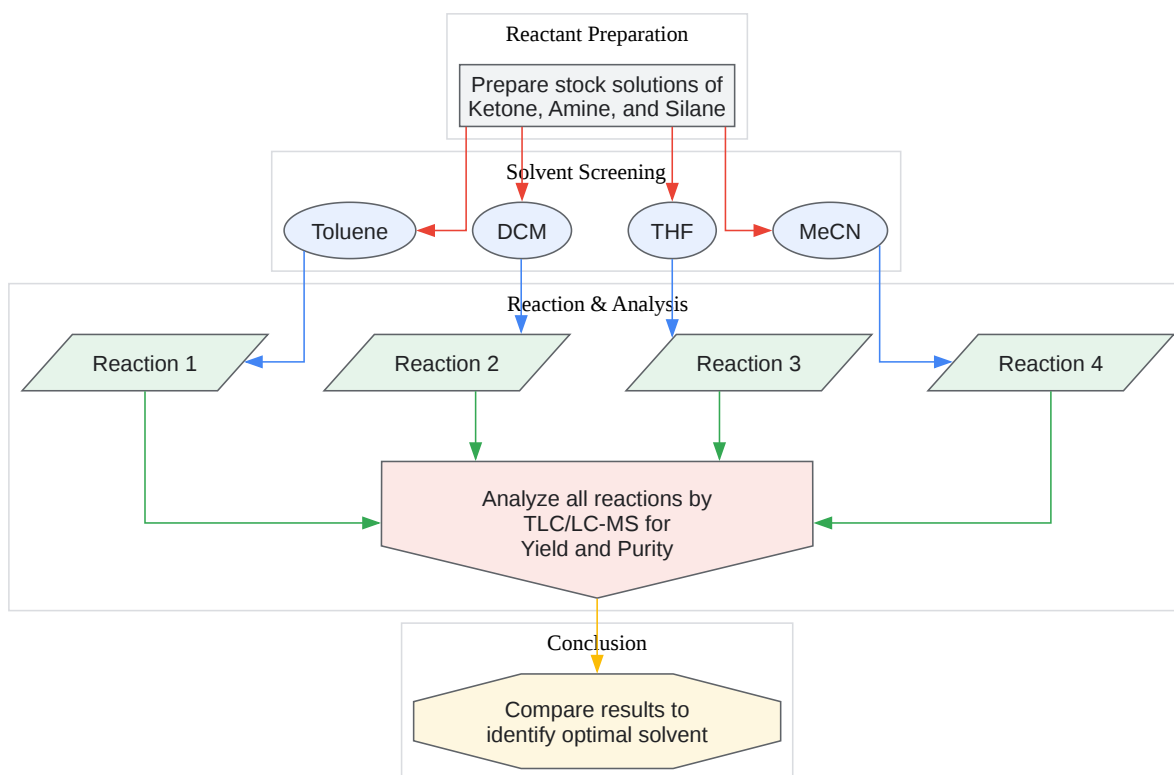 Reactant Preparation
Prepare stock solutions of
Ketone, Amine, and Silane
Solvent Screening
Toluene
DCM
THF
MeCN
Reaction & Analysis
Reaction 1
Reaction 2
Reaction 3
Reaction 4
Analyze all reactions by
TLC/LC-MS for
Yield and Purity
Conclusion
Compare results to
identify optimal solvent